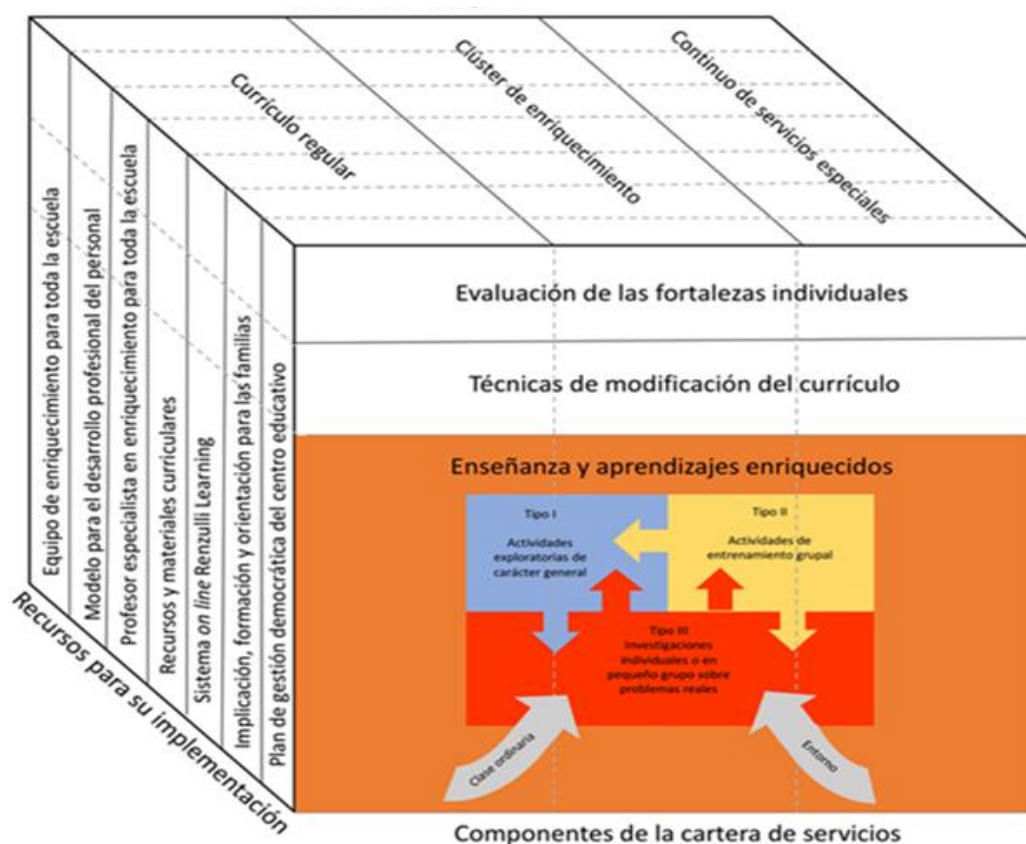 Currículo regular
Clúster de enriquecimiento
Continuo de servicios especiales
Equipo de enriquecimiento para toda la escuela
Modelo para el desarrollo profesional del personal
Profesor especialista en enriquecimiento para toda la escuela
Recursos y materiales curriculares
Sistema on line Renzulli Learning
Implicación, formación y orientación para las familias
Plan de gestión democrática del centro educativo
Recursos para su implementación
Evaluación de las fortalezas individuales
Técnicas de modificación del currículo
Enseñanza y aprendizajes enriquecidos
Tipo I
Actividades
exploratorias de
carácter general
Tipo II
Actividades de
entrenamiento grupal
Tipo III
Investigaciones
individuales o en
pequeño grupo sobre
problemas reales
Clase ordinaria
Entorno
Componentes de la cartera de servicios